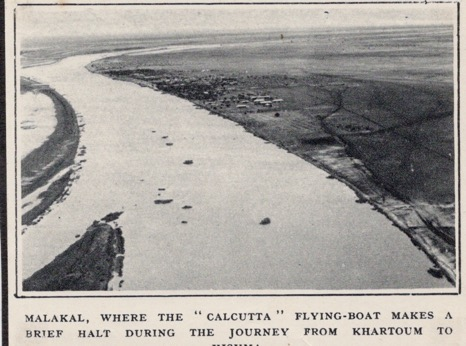 MALAKAL, WHERE THE "CALCUTTA" FLYING-BOAT MAKES A
BRIEF HALT DURING THE JOURNEY FROM KHARTOUM TO